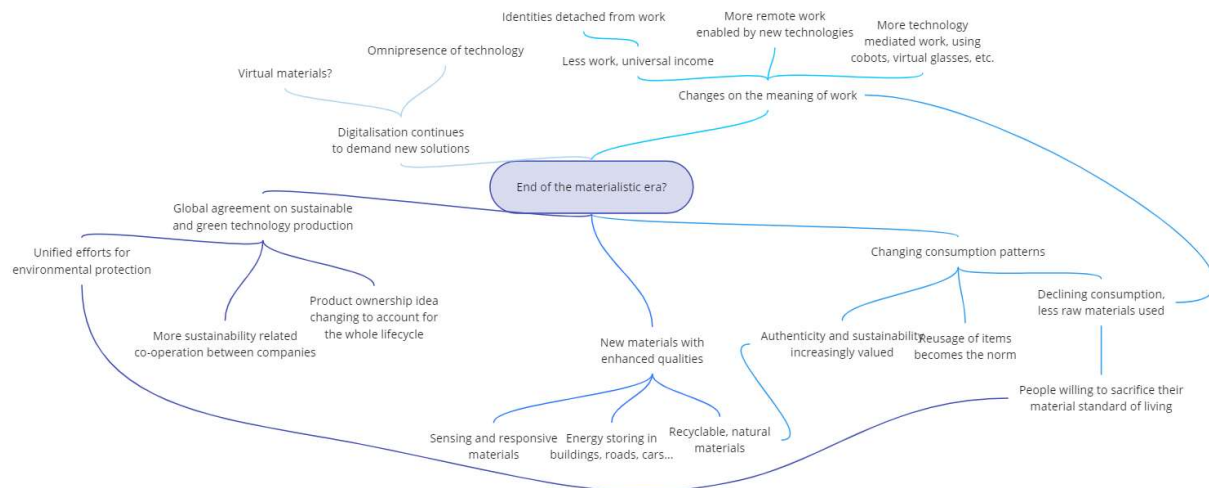 Identities detached from work
More remote work
enabled by new technologies
More technology
mediated work, using
cobots, virtual glasses, etc.
Omnipresence of technology
Less work, universal income
Virtual materials?
Changes on the meaning of work
Digitalisation continues
to demand new solutions
End of the materialistic era?
Global agreement on sustainable
and green technology production
Unified efforts for
environmental protection
Changing consumption patterns
Product ownership idea
changing to account for
the whole lifecycle
Declining consumption,
less raw materials used
More sustainability related
co-operation between companies
New materials with
enhanced qualities
Authenticity and sustainability
increasingly valued
Reusage of items
becomes the norm
People willing to sacrifice their
material standard of living
Sensing and responsive
materials
Energy storing in
buildings, roads, cars...
Recyclable, natural
materials